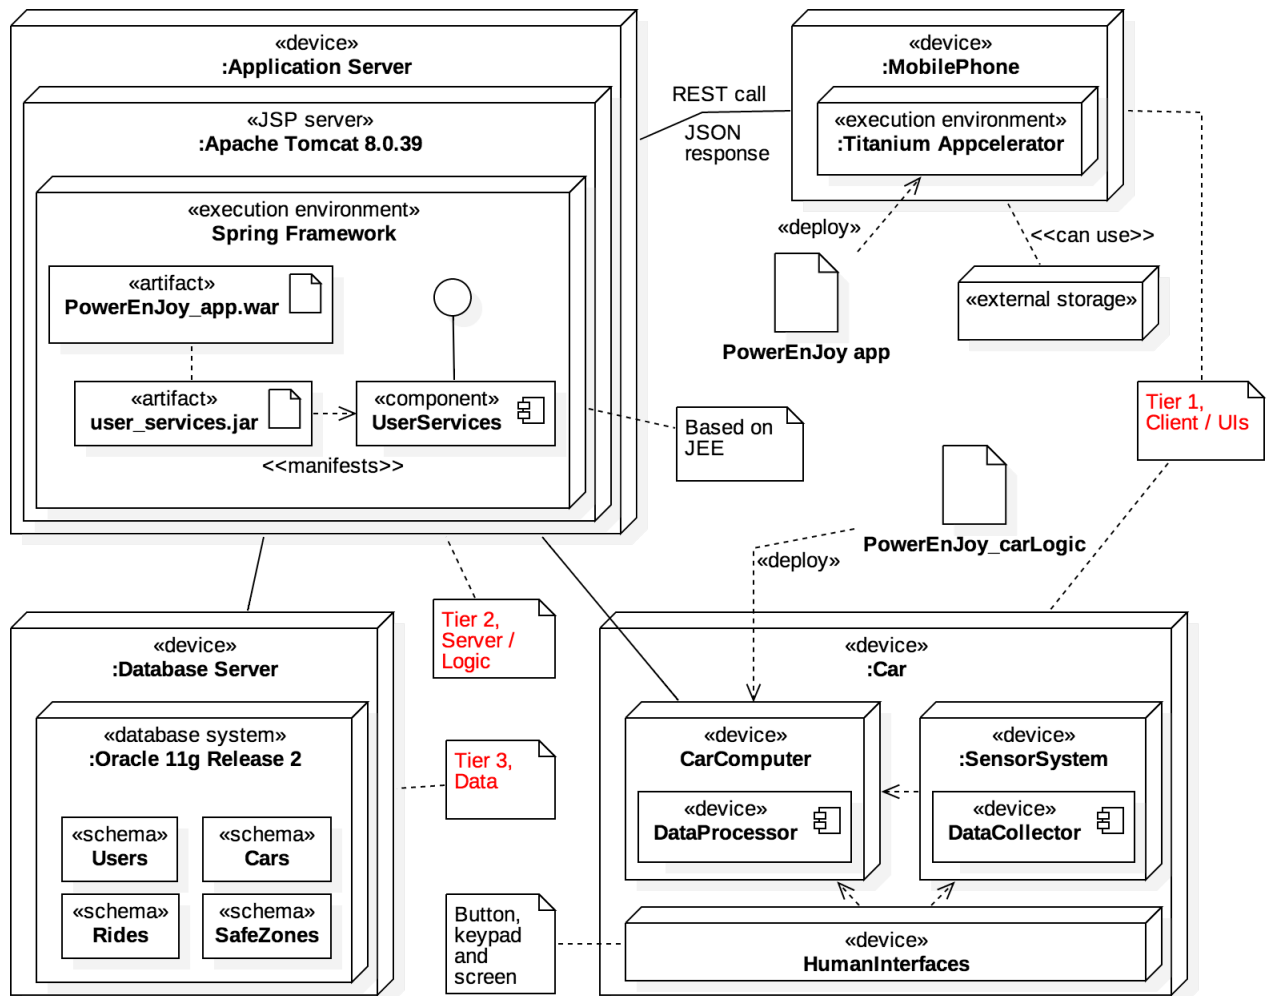 «device»
:Application Server
«JSP server»
:Apache Tomcat 8.0.39
«execution environment»
Spring Framework
«artifact»
PowerEnJoy_app.war
«artifact»
user_services.jar
«component»
UserServices
<<manifests>>
REST call
JSON
response
«device»
:MobilePhone
«execution environment»
:Titanium Appcelerator
«deploy»
PowerEnJoy app
<<can use>>
«external storage»
Tier 1,
Client / UIs
Based on
JEE
PowerEnJoy_carLogic
«deploy»
Tier 2,
Server /
Logic
«device»
:Database Server
«database system»
:Oracle 11g Release 2
«schema»
Users
«schema»
Cars
«schema»
Rides
«schema»
SafeZones
Tier 3,
Data
«device»
:Car
«device»
CarComputer
«device»
DataProcessor
«device»
:SensorSystem
«device»
DataCollector
Button,
keypad
and
screen
«device»
HumanInterfaces